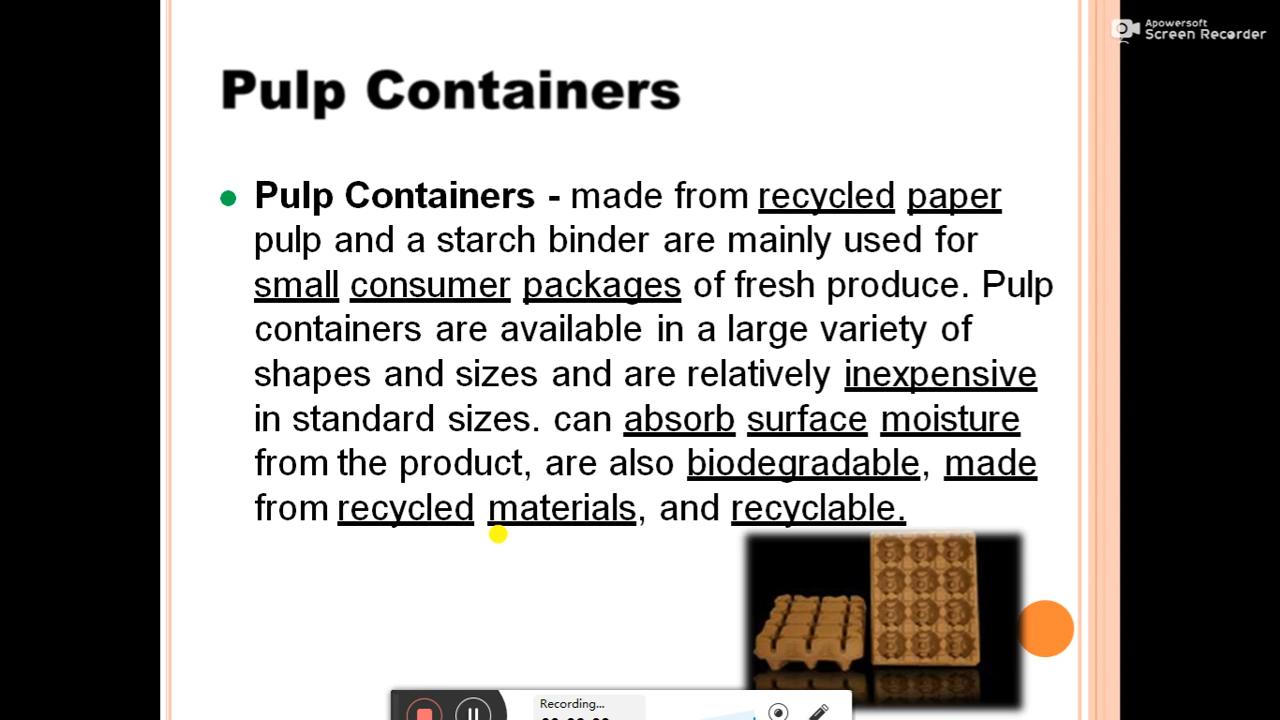 Apowersoft
Screen Recorder
Pulp Containers
Pulp Containers - made from recycled paper
pulp and a starch binder are mainly used for
small consumer packages of fresh produce. Pulp
containers are available in a large variety of
shapes and sizes and are relatively inexpensive
in standard sizes. can absorb surface moisture
from the product, are also biodegradable, made
from recycled materials, and recyclable.
Recording...